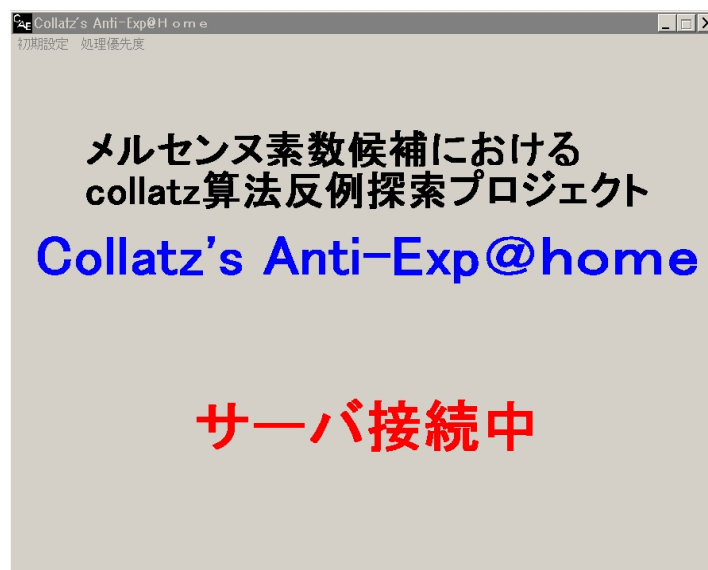 CAE Collatz's Anti-Exp@Ｈｏｍｅ
初期設定 処理優先度
メルセンヌ素数候補における
collatz算法反例探索プロジェクト
Collatz's Anti-Exp＠ｈｏｍｅ
サーバ接続中